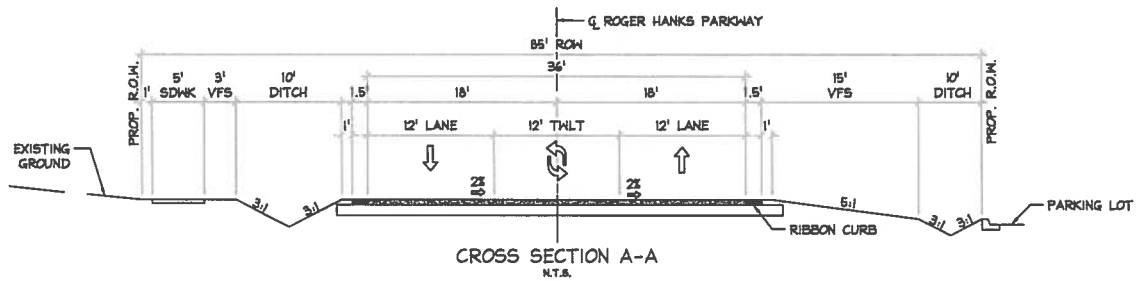 ℄ ROGER HANKS PARKWAY
85' ROW
36'
PROP. R.O.W.
1'
5' SDWK
3' VFS
10' DITCH
1.5'
18'
18'
1.5'
15' VFS
10' DITCH
PROP. R.O.W.
1'
12' LANE
12' TWLT
12' LANE
1'
EXISTING
GROUND
3:1
3:1
2%
2%
5:1
3:1
3:1
PARKING LOT
RIBBON CURB
CROSS SECTION A-A
N.T.S.